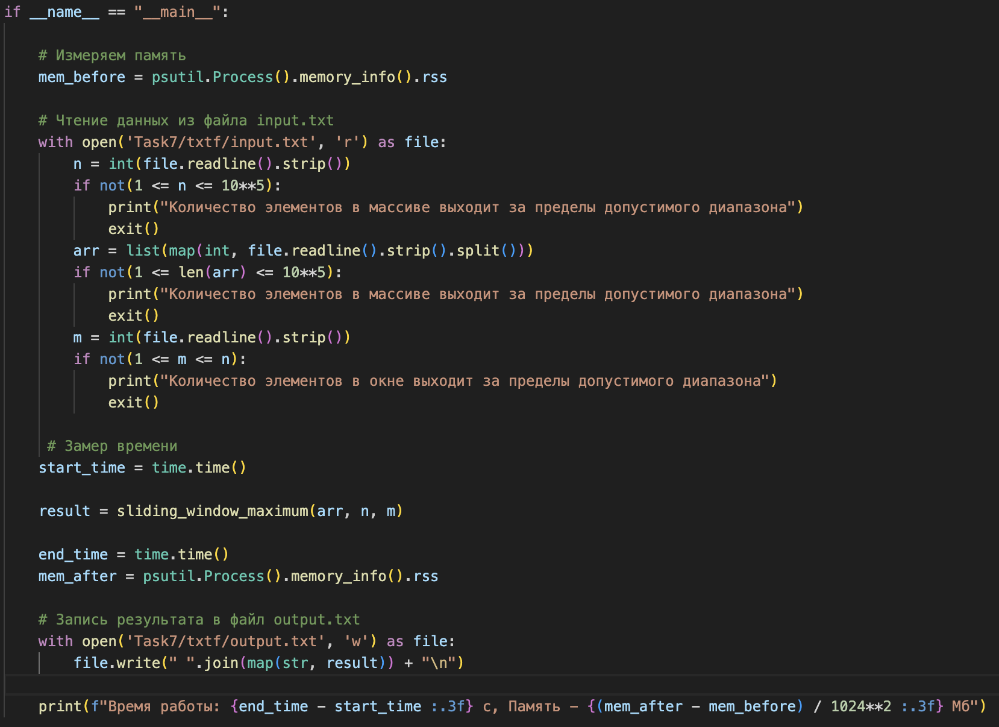 if __name__ == "__main__":
    # Измеряем память
    mem_before = psutil.Process().memory_info().rss
    # Чтение данных из файла input.txt
    with open('Task7/txtf/input.txt', 'r') as file:
        n = int(file.readline().strip())
        if not(1 <= n <= 10**5):
            print("Количество элементов в массиве выходит за пределы допустимого диапазона")
            exit()
        arr = list(map(int, file.readline().strip().split()))
        if not(1 <= len(arr) <= 10**5):
            print("Количество элементов в массиве выходит за пределы допустимого диапазона")
            exit()
        m = int(file.readline().strip())
        if not(1 <= m <= n):
            print("Количество элементов в окне выходит за пределы допустимого диапазона")
            exit()
     # Замер времени
    start_time = time.time()
    result = sliding_window_maximum(arr, n, m)
    end_time = time.time()
    mem_after = psutil.Process().memory_info().rss
    # Запись результата в файл output.txt
    with open('Task7/txtf/output.txt', 'w') as file:
        file.write(" ".join(map(str, result)) + "\n")
    print(f"Время работы: {end_time - start_time :.3f} с, Память - {(mem_after - mem_before) / 1024**2 :.3f} Мб")